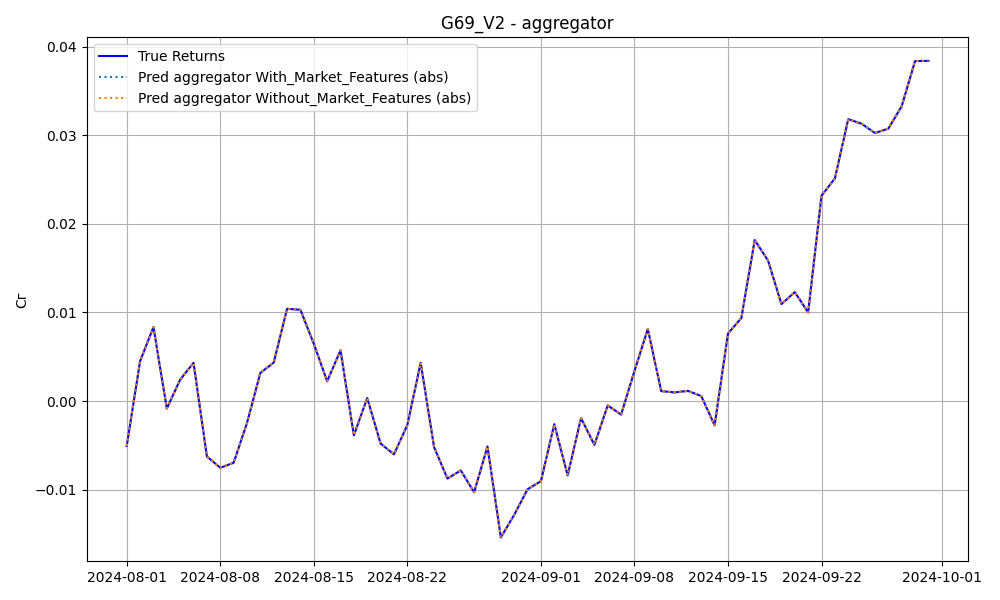 G69_V2 - aggregator
True Returns
Pred aggregator With_Market_Features (abs)
Pred aggregator Without_Market_Features (abs)
Cr
0.04
0.03
0.02
0.01
0.00
−0.01
2024-08-01 2024-08-08 2024-08-15 2024-08-22 2024-09-01 2024-09-08 2024-09-15 2024-09-22 2024-10-01